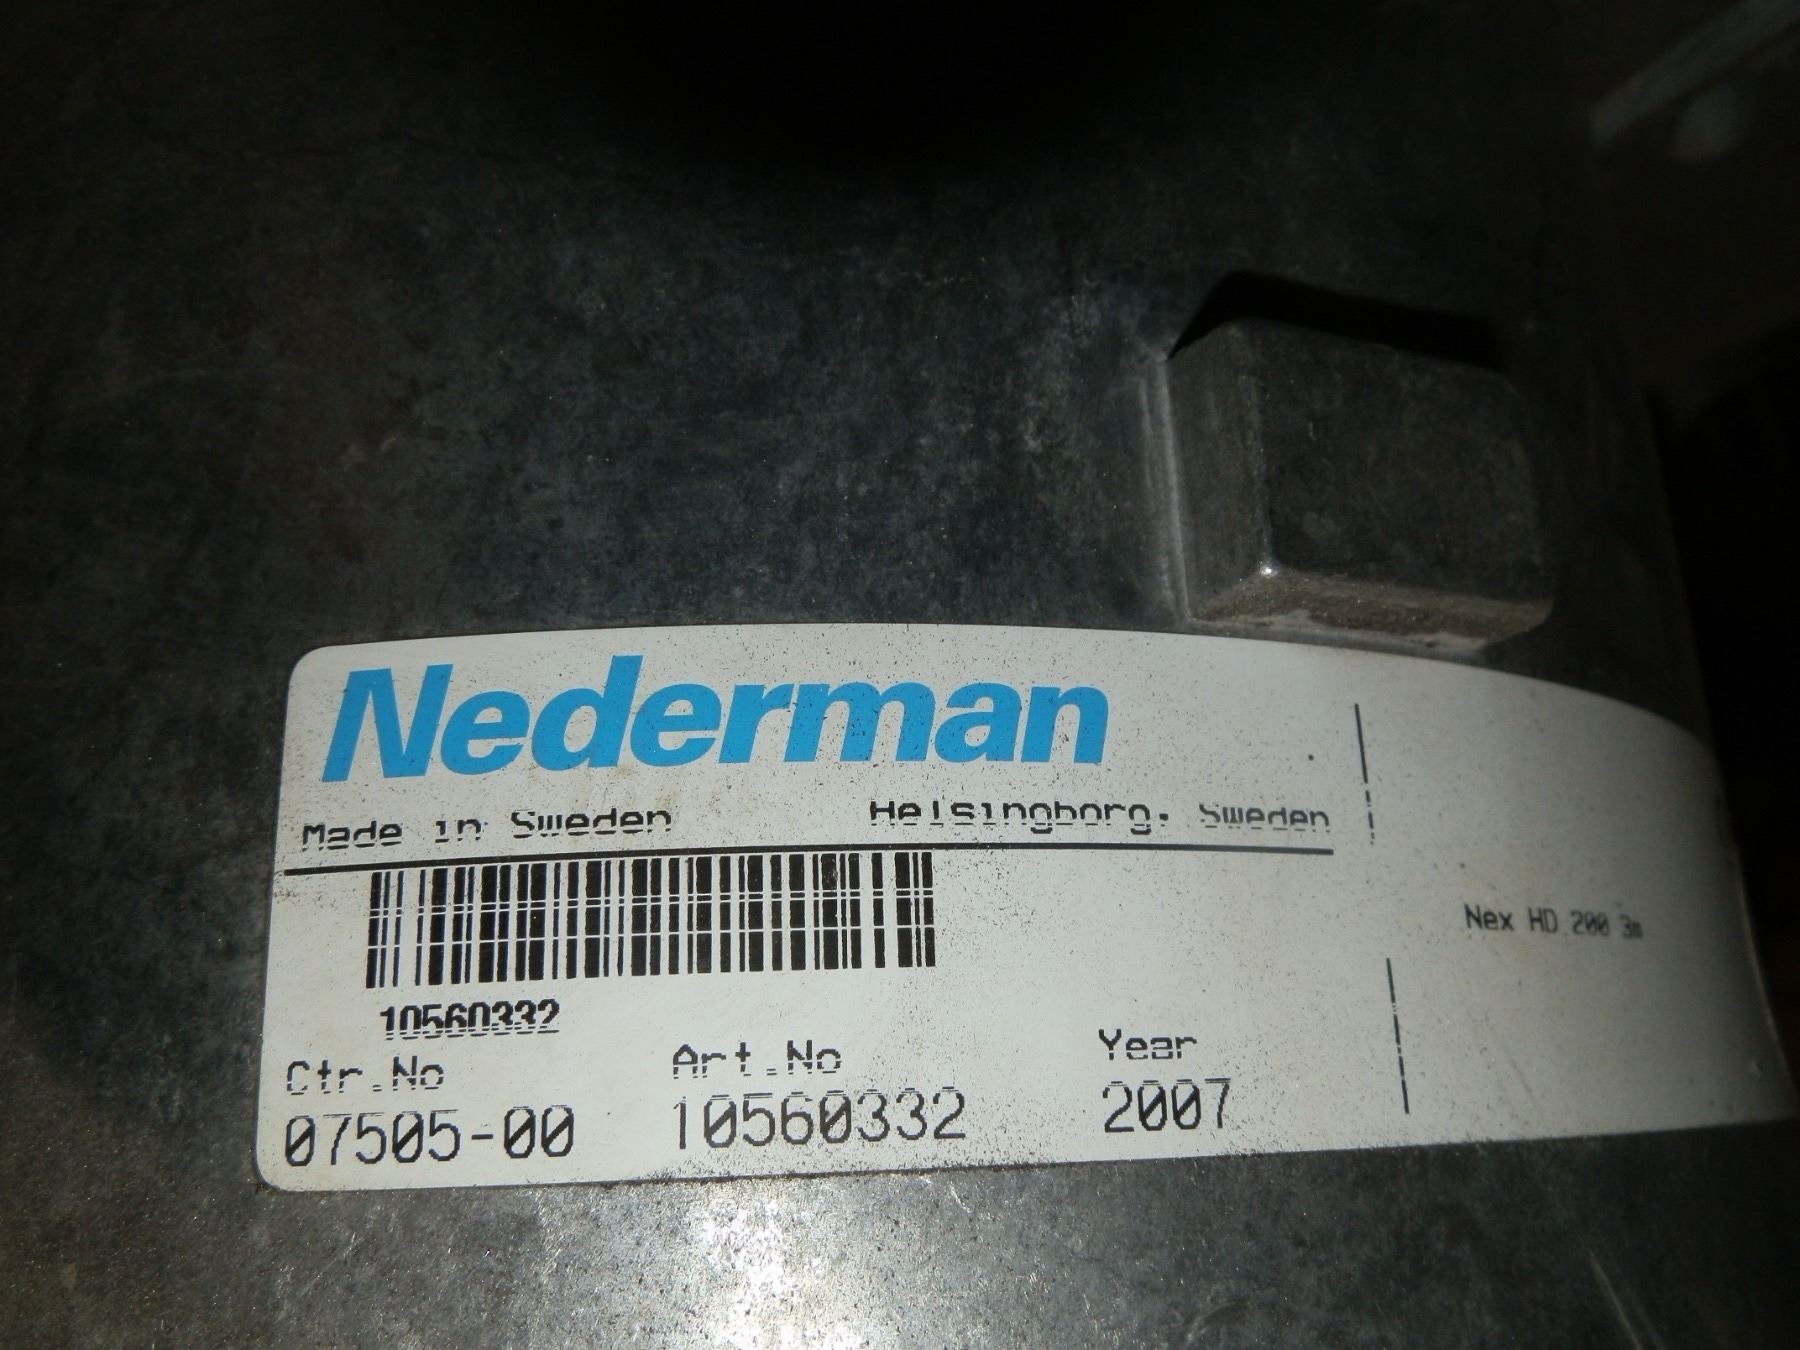 Nederman
Made in Sweden Helsingborg. Sweden
10560332
Nex HD 200 3m
Ctr.No Art.No Year
07505-00 10560332 2007